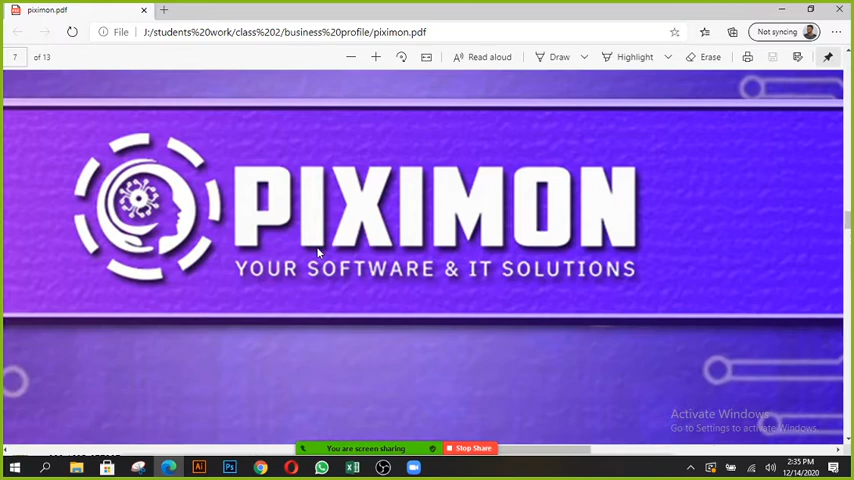 piximon.pdf
File
J:/students%20work/class%202/business%20profile/piximon.pdf
Not syncing
7 of 13
Read aloud
Draw
Highlight
Erase
PIXIMON
YOUR SOFTWARE & IT SOLUTIONS
Activate Windows
Go to Settings to activate Windows.
You are screen sharing
Stop Share
2:35 PM
12/14/2020